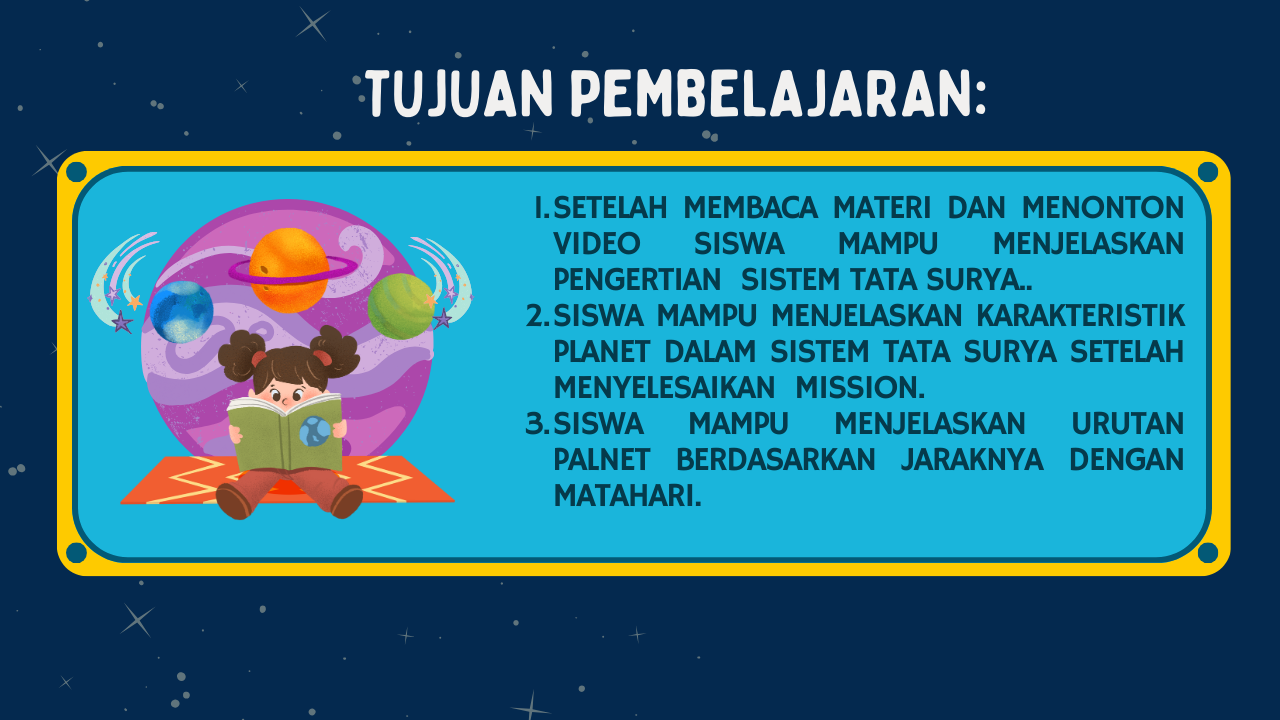 TUJUAN PEMBELAJARAN:
1. SETELAH MEMBACA MATERI DAN MENONTON
VIDEO SISWA MAMPU MENJELASKAN
PENGERTIAN SISTEM TATA SURYA..
2. SISWA MAMPU MENJELASKAN KARAKTERISTIK
PLANET DALAM SISTEM TATA SURYA SETELAH
MENYELESAIKAN MISSION.
3. SISWA MAMPU MENJELASKAN URUTAN
PALNET BERDASARKAN JARAKNYA DENGAN
MATAHARI.